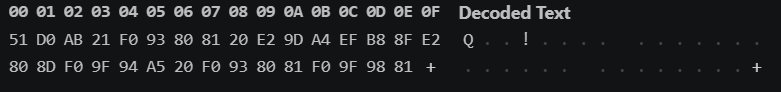 00 01 02 03 04 05 06 07 08 09 0A 0B 0C 0D 0E 0F Decoded Text
51 D0 AB 21 F0 93 80 81 20 E2 9D A4 EF B8 8F E2 Q . . ! . . . . . . . . . . .
80 8D F0 9F 94 A5 20 F0 93 80 81 F0 9F 98 81 + . . . . . . . . . . . . . . +